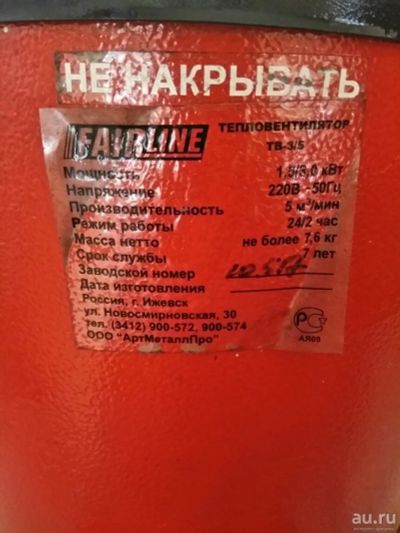 НЕ НАКРЫВАТЬ
FAIRLINE
ТЕПЛОВЕНТИЛЯТОР
ТВ-3/5
Мощность 1,5/3,0 кВт
Напряжение 220В ~50Гц
Производительность 5 м³/мин
Режим работы 24/2 час
Масса нетто не более 7,6 кг
Срок службы 7 лет
Заводской номер
Дата изготовления
Россия, г. Ижевск
ул. Новосмирновская, 30
тел. (3412) 900-572, 900-574
ООО "АртМеталлПро"
РС
АЯ09
au.ru